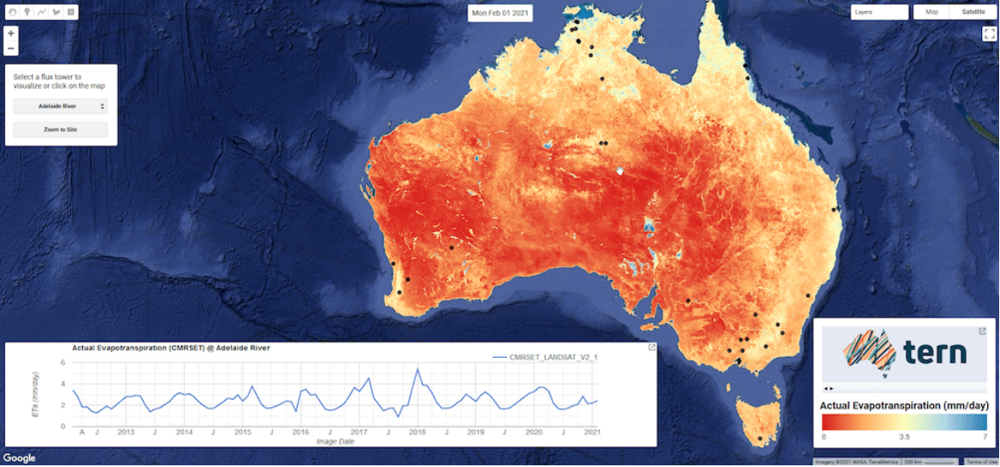 Mon Feb 01 2021
Layers
Map Satellite
+
−
Select a flux tower to
visualize or click on the map
Adelaide River
Zoom to Site
Actual Evapotranspiration (CMRSET) @ Adelaide River
CMRSET_LANDSAT_V2_1
6
4
2
0
ETa (mm/day)
A J 2013 J 2014 J 2015 J 2016 J 2017 J 2018 J 2019 J 2020 J 2021
Image Date
tern
Actual Evapotranspiration (mm/day)
0 3.5 7
Google
Imagery ©2021 NASA, TerraMetrics 200 km Terms of Use